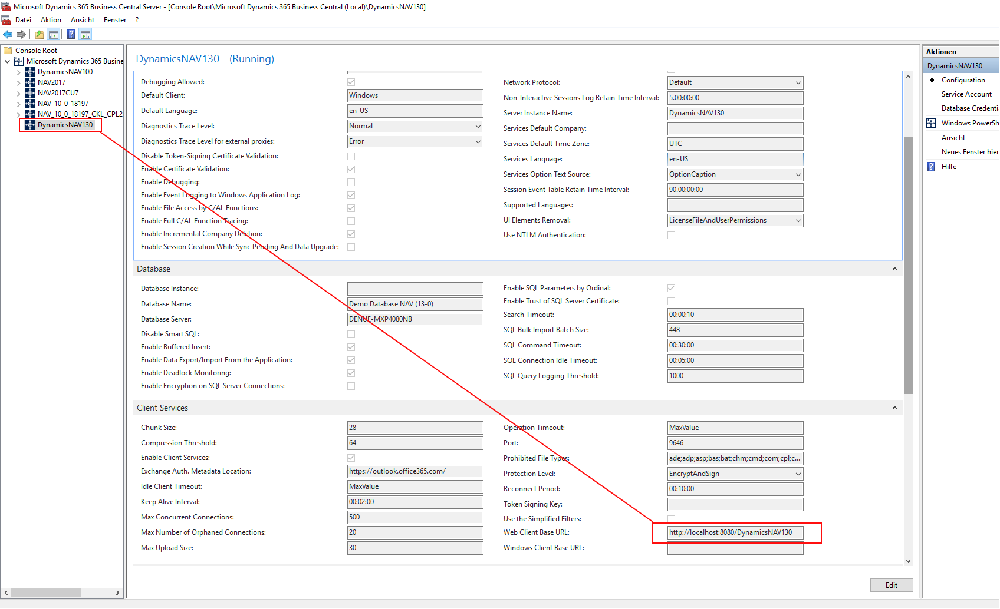 Microsoft Dynamics 365 Business Central Server - [Console Root\Microsoft Dynamics 365 Business Central (Local)\DynamicsNAV130]
Datei Aktion Ansicht Fenster ?
Console Root
Microsoft Dynamics 365 Busine
DynamicsNAV100
NAV2017
NAV2017CU7
NAV_10_0_18197
NAV_10_0_18197_CKL_CPL2
DynamicsNAV130
DynamicsNAV130 - (Running)
Debugging Allowed:
Default Client: Windows
Default Language: en-US
Diagnostics Trace Level: Normal
Diagnostics Trace Level for external proxies: Error
Disable Token-Signing Certificate Validation:
Enable Certificate Validation:
Enable Debugging:
Enable Event Logging to Windows Application Log:
Enable File Access by C/AL Functions:
Enable Full C/AL Function Tracing:
Enable Incremental Company Deletion:
Enable Session Creation While Sync Pending And Data Upgrade:
Network Protocol: Default
Non-Interactive Sessions Log Retain Time Interval: 5.00:00:00
Server Instance Name: DynamicsNAV130
Services Default Company:
Services Default Time Zone: UTC
Services Language: en-US
Services Option Text Source: OptionCaption
Session Event Table Retain Time Interval: 90.00:00:00
Supported Languages:
UI Elements Removal: LicenseFileAndUserPermissions
Use NTLM Authentication:
Database
Database Instance:
Database Name: Demo Database NAV (13-0)
Database Server: DENUE-MXP4080NB
Disable Smart SQL:
Enable Buffered Insert:
Enable Data Export/Import From the Application:
Enable Deadlock Monitoring:
Enable Encryption on SQL Server Connections:
Enable SQL Parameters by Ordinal:
Enable Trust of SQL Server Certificate:
Search Timeout: 00:00:10
SQL Bulk Import Batch Size: 448
SQL Command Timeout: 00:30:00
SQL Connection Idle Timeout: 00:05:00
SQL Query Logging Threshold: 1000
Client Services
Chunk Size: 28
Compression Threshold: 64
Enable Client Services:
Exchange Auth. Metadata Location: https://outlook.office365.com/
Idle Client Timeout: MaxValue
Keep Alive Interval: 00:02:00
Max Concurrent Connections: 500
Max Number of Orphaned Connections: 20
Max Upload Size: 30
Operation Timeout: MaxValue
Port: 9646
Prohibited File Types: ade;adp;asp;bas;bat;chm;cmd;com;cpl;c...
Protection Level: EncryptAndSign
Reconnect Period: 00:10:00
Token Signing Key:
Use the Simplified Filters:
Web Client Base URL: http://localhost:8080/DynamicsNAV130
Windows Client Base URL:
Edit
Aktionen
DynamicsNAV130
Configuration
Service Account
Database Credentia
Windows PowerSh
Ansicht
Neues Fenster hier
Hilfe